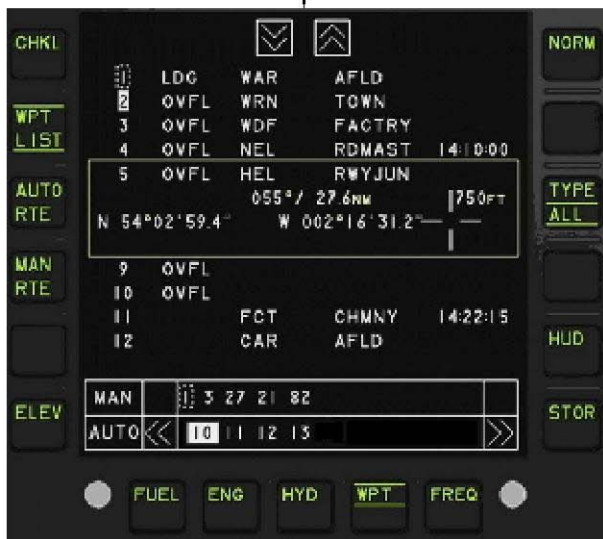 CHKL
NORM
1 LDG WAR AFLD
2 OVFL WRN TOWN
WPT LIST
3 OVFL WDF FACTRY
4 OVFL NEL RDMAST 14:10:00
5 OVFL HEL RWYJUN
AUTO RTE
055°/ 27.6NM 1750FT
TYPE ALL
N 54°02'59.4" W 002°16'31.2"
MAN RTE
9 OVFL
10 OVFL
11 FCT CHMNY 14:22:15
12 CAR AFLD
HUD
MAN 1 3 27 21 82
ELEV
STOR
AUTO << 10 11 12 13 >>
FUEL ENG HYD WPT FREQ